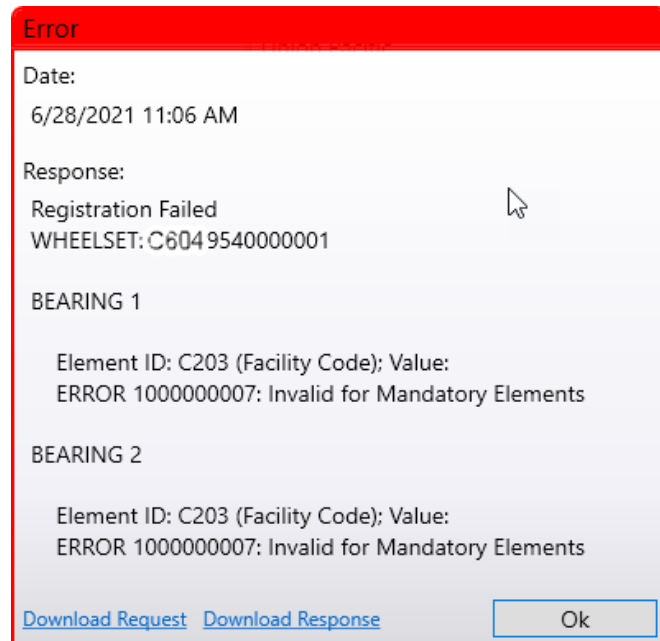 Error
Date:
6/28/2021 11:06 AM
Response:
Registration Failed
WHEELSET: C6049540000001
BEARING 1
Element ID: C203 (Facility Code); Value:
ERROR 1000000007: Invalid for Mandatory Elements
BEARING 2
Element ID: C203 (Facility Code); Value:
ERROR 1000000007: Invalid for Mandatory Elements
Download Request Download Response Ok